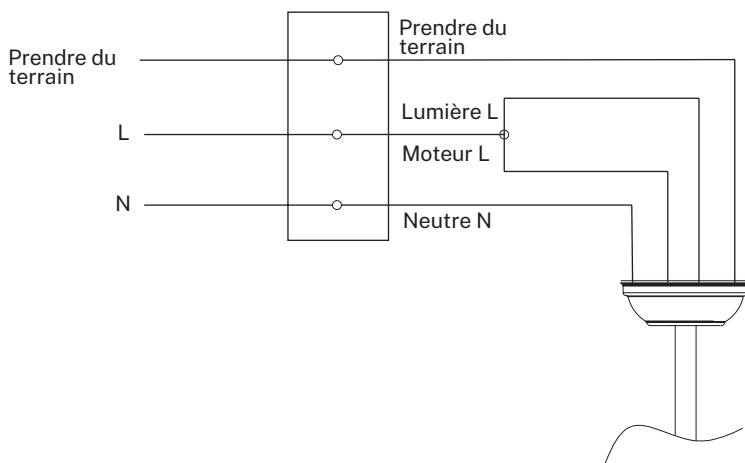 Prendre du
terrain
Prendre du
terrain
L
Lumière L
Moteur L
N
Neutre N